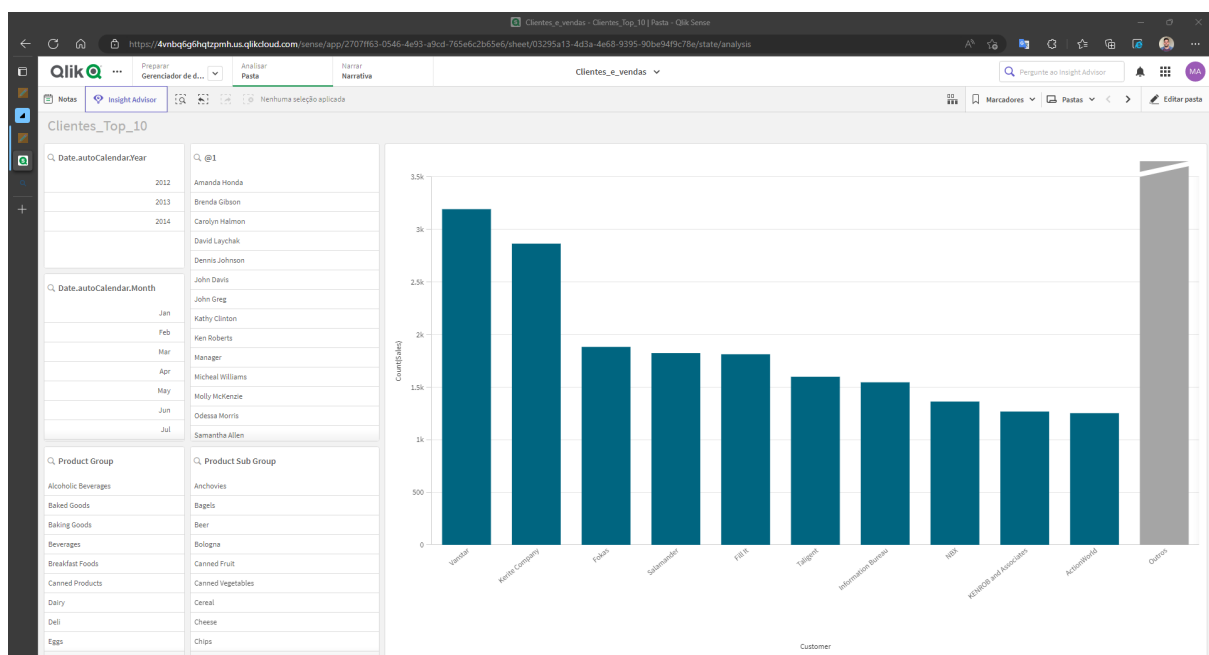 Clientes_e_vendas - Clientes_Top_10 | Pasta - Qlik Sense
https://4vnbq6g6hqtzpmh.us.qlikcloud.com/sense/app/2707ff63-0546-4e93-a9cd-765e6c2b65e6/sheet/03295a13-4d3a-4e68-9395-90be94f9c78e/state/analysis
Qlik
Preparar
Gerenciador de d...
Analisar
Pasta
Narrar
Narrativa
Clientes_e_vendas
Pergunte ao Insight Advisor
MA
Notas
Insight Advisor
Nenhuma seleção aplicada
Marcadores
Pastas
Editar pasta
Clientes_Top_10
Date.autoCalendar.Year
2012
2013
2014
Date.autoCalendar.Month
Jan
Feb
Mar
Apr
May
Jun
Jul
@1
Amanda Honda
Brenda Gibson
Carolyn Halmon
David Laychak
Dennis Johnson
John Davis
John Greg
Kathy Clinton
Ken Roberts
Manager
Micheal Williams
Molly McKenzie
Odessa Morris
Samantha Allen
Product Group
Alcoholic Beverages
Baked Goods
Baking Goods
Beverages
Breakfast Foods
Canned Products
Dairy
Deli
Eggs
Product Sub Group
Anchovies
Bagels
Beer
Bologna
Canned Fruit
Canned Vegetables
Cereal
Cheese
Chips
Count(Sales)
3.5k
3k
2.5k
2k
1.5k
1k
500
0
Vanstar
Kerite Company
Fokas
Salamander
Fill It
Taligent
Information Bureau
NBX
KENROB and Associates
ActionWorld
Outros
Customer